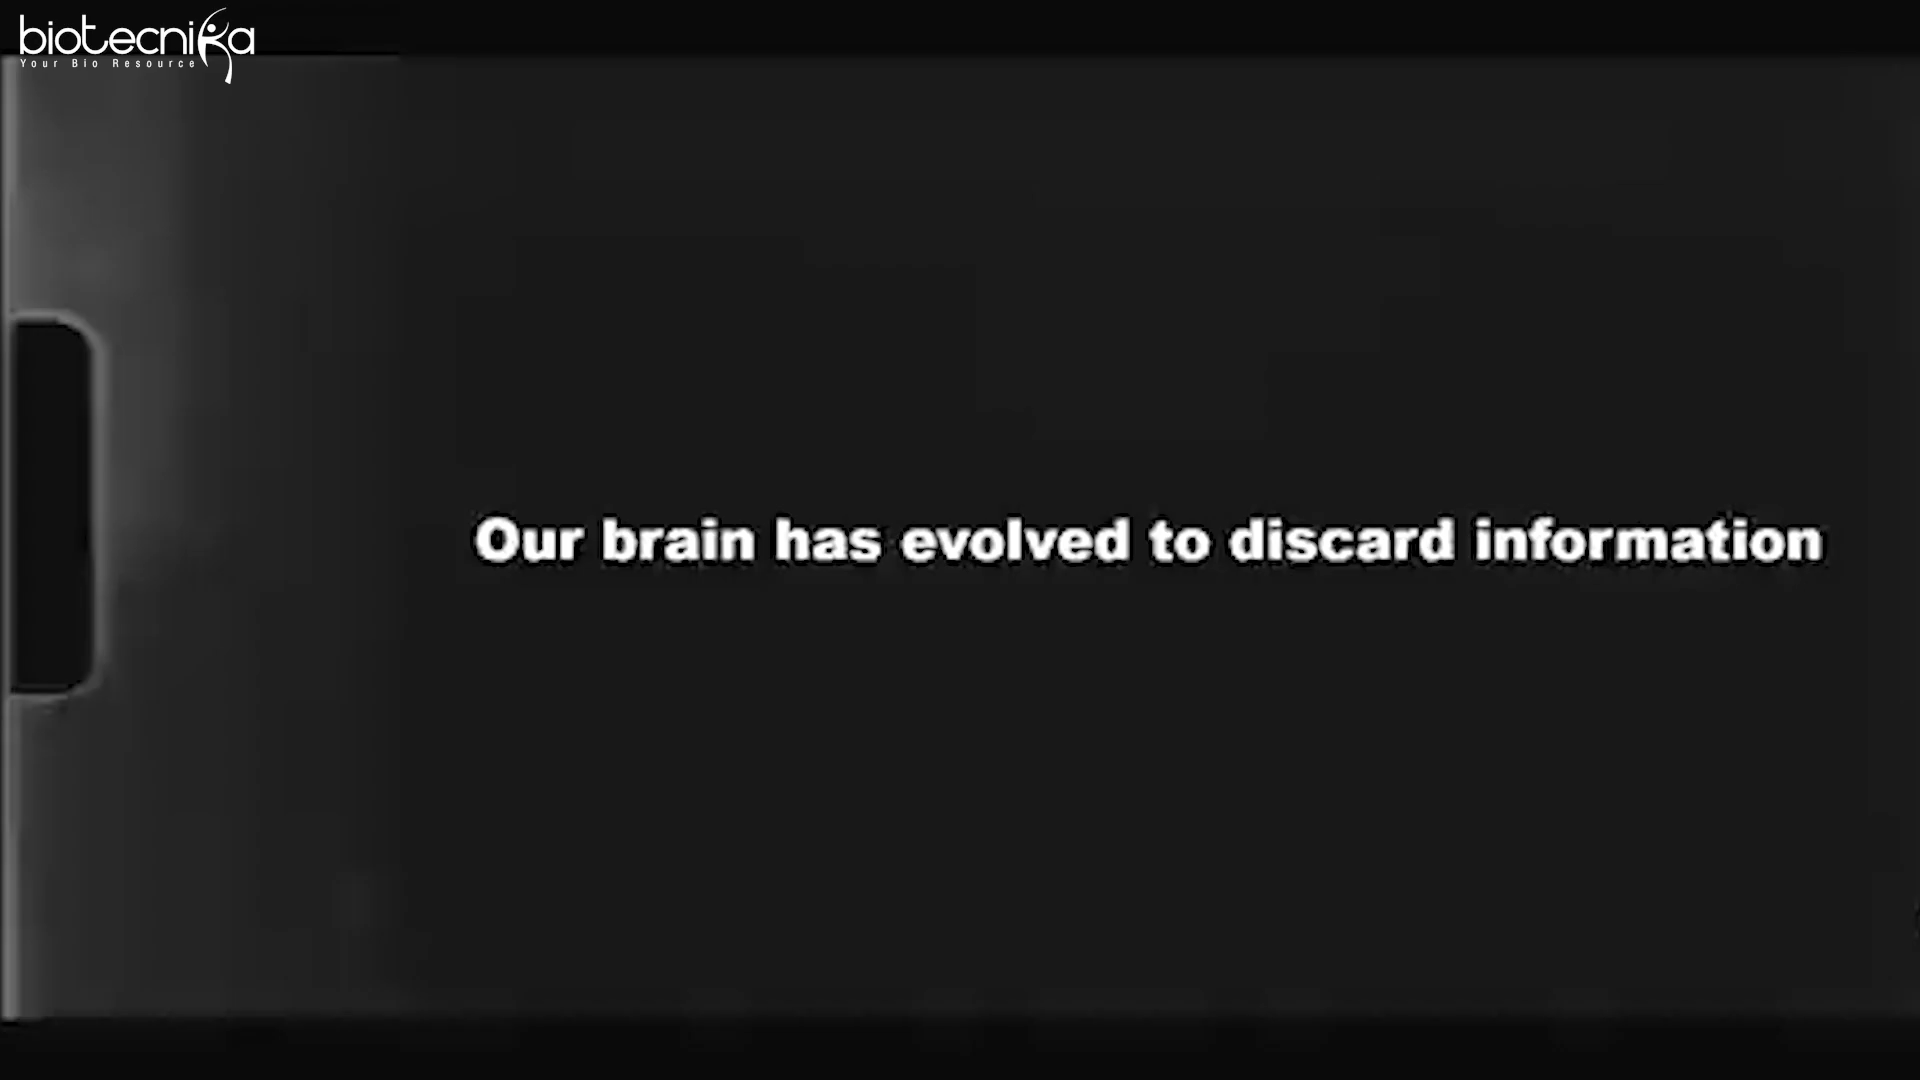 biotecnika
Your Bio Resource
Our brain has evolved to discard information